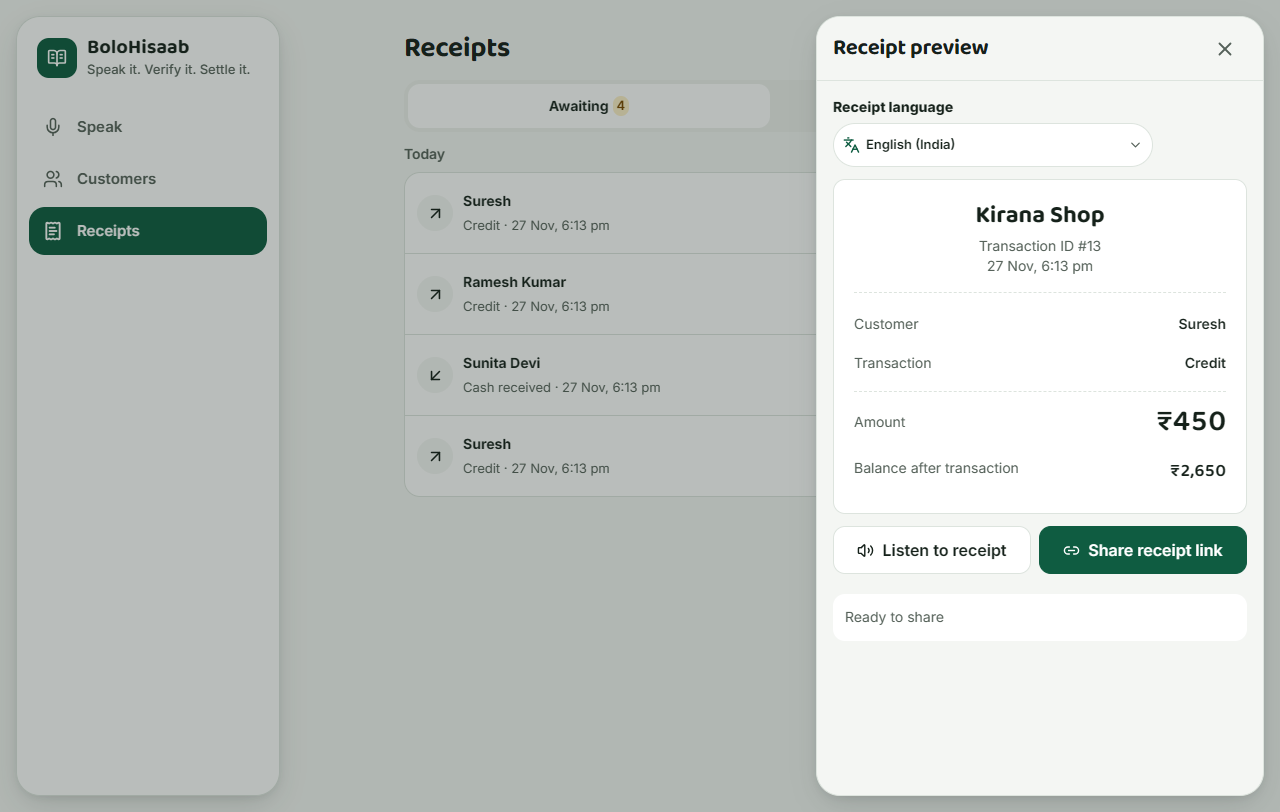 BoloHisaab
Speak it. Verify it. Settle it.
Speak
Customers
Receipts
Receipts
Awaiting 4
Today
Suresh
Credit · 27 Nov, 6:13 pm
Ramesh Kumar
Credit · 27 Nov, 6:13 pm
Sunita Devi
Cash received · 27 Nov, 6:13 pm
Suresh
Credit · 27 Nov, 6:13 pm
Receipt preview
Receipt language
English (India)
Kirana Shop
Transaction ID #13
27 Nov, 6:13 pm
Customer Suresh
Transaction Credit
Amount ₹450
Balance after transaction ₹2,650
Listen to receipt
Share receipt link
Ready to share